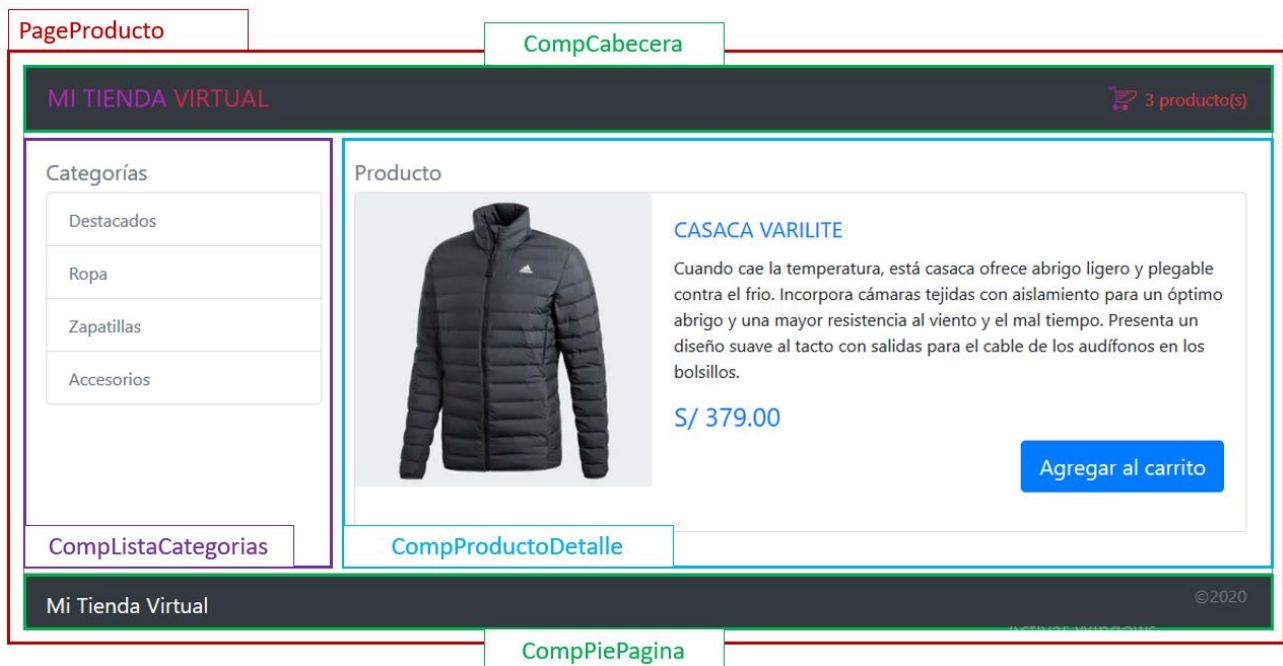 PageProducto
CompCabecera
MI TIENDA VIRTUAL
3 producto(s)
Categorías
Destacados
Ropa
Zapatillas
Accesorios
CompListaCategorias
Producto
CASACA VARILITE
Cuando cae la temperatura, está casaca ofrece abrigo ligero y plegable
contra el frio. Incorpora cámaras tejidas con aislamiento para un óptimo
abrigo y una mayor resistencia al viento y el mal tiempo. Presenta un
diseño suave al tacto con salidas para el cable de los audífonos en los
bolsillos.
S/ 379.00
Agregar al carrito
CompProductoDetalle
Mi Tienda Virtual
©2020
CompPiePagina